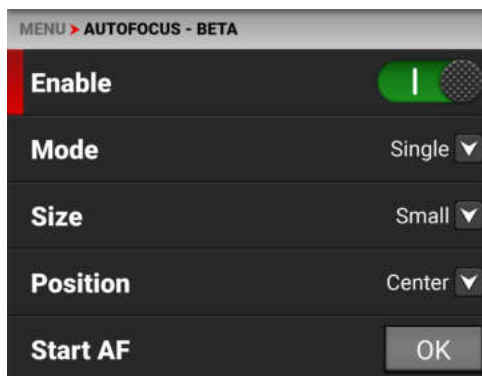 MENU > AUTOFOCUS - BETA
Enable
Mode Single
Size Small
Position Center
Start AF OK